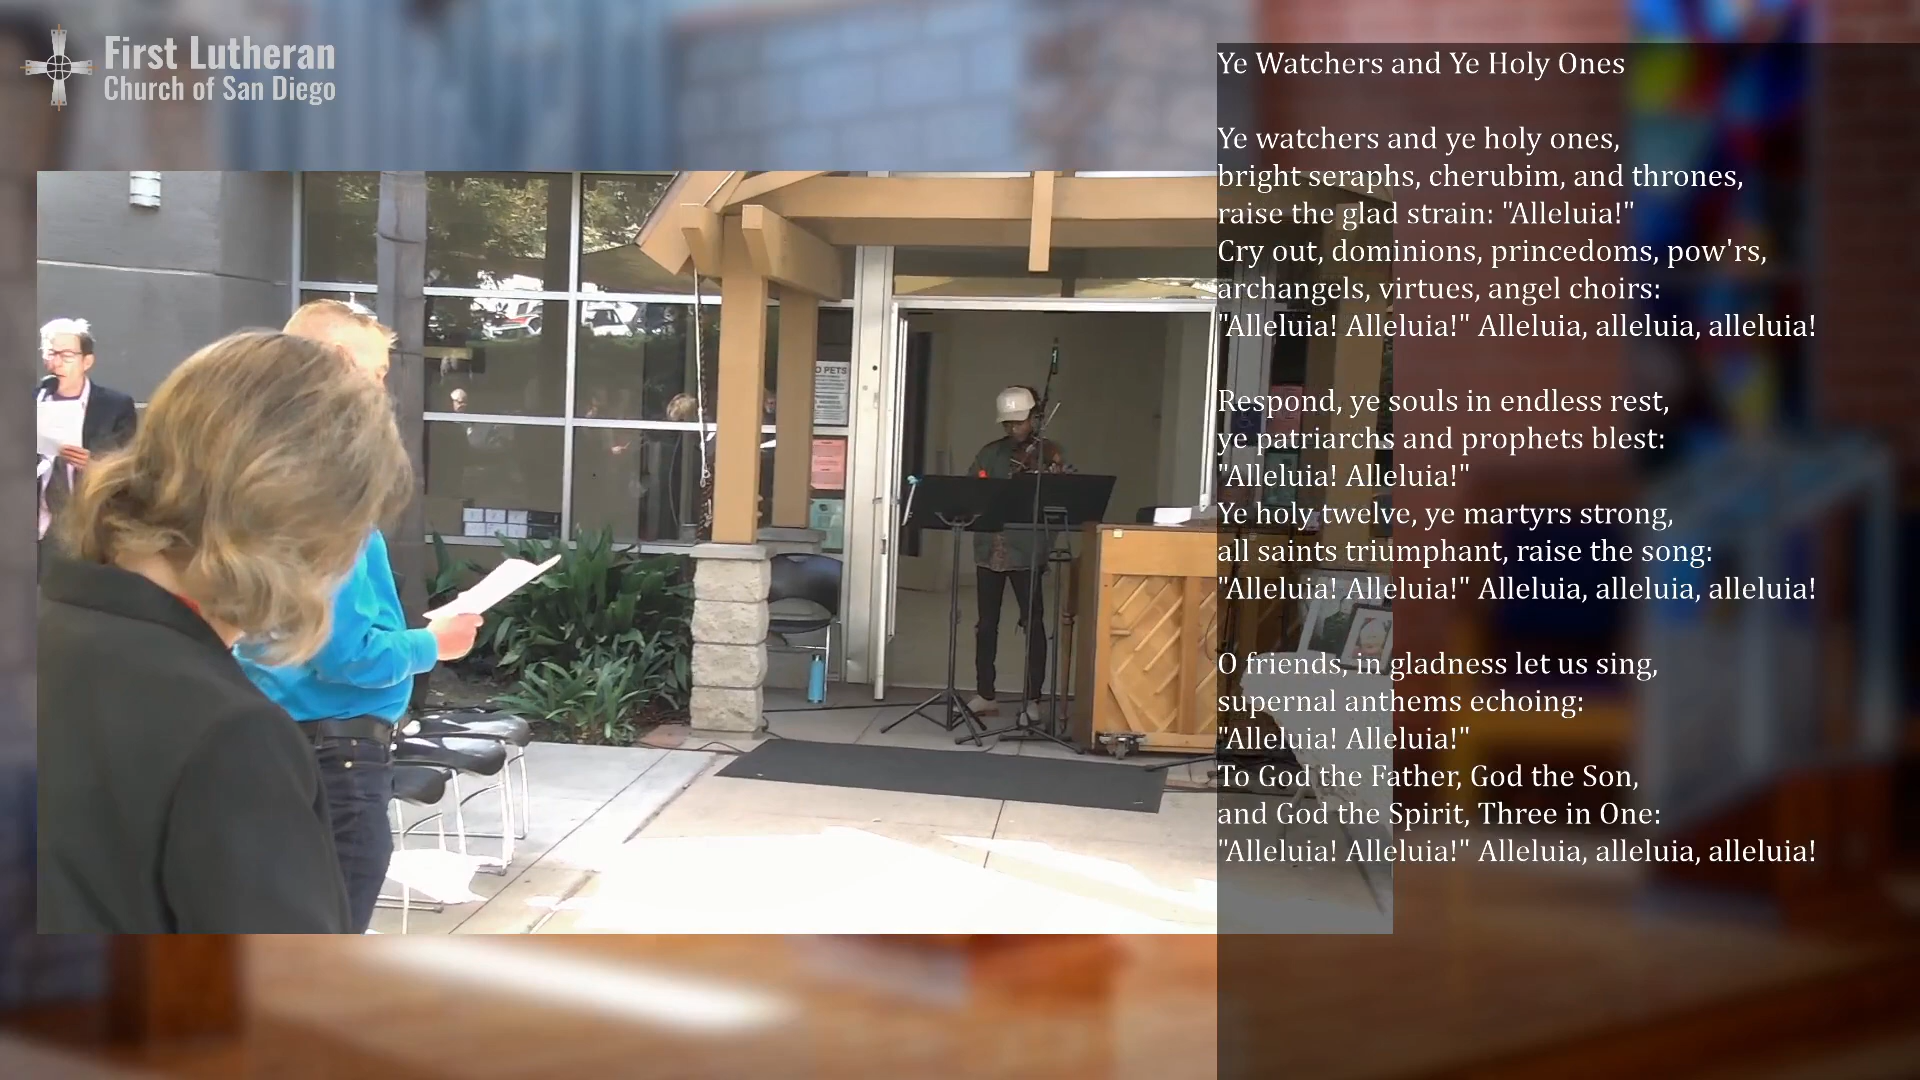 First Lutheran
Church of San Diego
Ye Watchers and Ye Holy Ones
Ye watchers and ye holy ones,
bright seraphs, cherubim, and thrones,
raise the glad strain: "Alleluia!"
Cry out, dominions, princedoms, pow'rs,
archangels, virtues, angel choirs:
"Alleluia! Alleluia!" Alleluia, alleluia, alleluia!
Respond, ye souls in endless rest,
ye patriarchs and prophets blest:
"Alleluia! Alleluia!"
Ye holy twelve, ye martyrs strong,
all saints triumphant, raise the song:
"Alleluia! Alleluia!" Alleluia, alleluia, alleluia!
O friends, in gladness let us sing,
supernal anthems echoing:
"Alleluia! Alleluia!"
To God the Father, God the Son,
and God the Spirit, Three in One:
"Alleluia! Alleluia!" Alleluia, alleluia, alleluia!
PETS